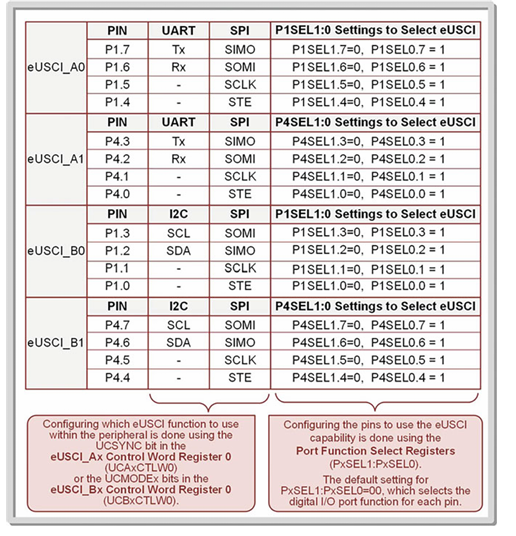 PIN UART SPI P1SEL1:0 Settings to Select eUSCI
eUSCI_A0
P1.7 Tx SIMO P1SEL1.7=0, P1SEL0.7 = 1
P1.6 Rx SOMI P1SEL1.6=0, P1SEL0.6 = 1
P1.5 - SCLK P1SEL1.5=0, P1SEL0.5 = 1
P1.4 - STE P1SEL1.4=0, P1SEL0.4 = 1
PIN UART SPI P4SEL1:0 Settings to Select eUSCI
eUSCI_A1
P4.3 Tx SIMO P4SEL1.3=0, P4SEL0.3 = 1
P4.2 Rx SOMI P4SEL1.2=0, P4SEL0.2 = 1
P4.1 - SCLK P4SEL1.1=0, P4SEL0.1 = 1
P4.0 - STE P4SEL1.0=0, P4SEL0.0 = 1
PIN I2C SPI P1SEL1:0 Settings to Select eUSCI
eUSCI_B0
P1.3 SCL SOMI P1SEL1.3=0, P1SEL0.3 = 1
P1.2 SDA SIMO P1SEL1.2=0, P1SEL0.2 = 1
P1.1 - SCLK P1SEL1.1=0, P1SEL0.1 = 1
P1.0 - STE P1SEL1.0=0, P1SEL0.0 = 1
PIN I2C SPI P4SEL1:0 Settings to Select eUSCI
eUSCI_B1
P4.7 SCL SOMI P4SEL1.7=0, P4SEL0.7 = 1
P4.6 SDA SIMO P4SEL1.6=0, P4SEL0.6 = 1
P4.5 - SCLK P4SEL1.5=0, P4SEL0.5 = 1
P4.4 - STE P4SEL1.4=0, P4SEL0.4 = 1
Configuring which eUSCI function to use
within the peripheral is done using the
UCSYNC bit in the
eUSCI_Ax Control Word Register 0
(UCAxCTLW0)
or the UCMODEx bits in the
eUSCI_Bx Control Word Register 0
(UCBxCTLW0).
Configuring the pins to use the eUSCI
capability is done using the
Port Function Select Registers
(PxSEL1:PxSEL0).
The default setting for
PxSEL1:PxSEL0=00, which selects the
digital I/O port function for each pin.